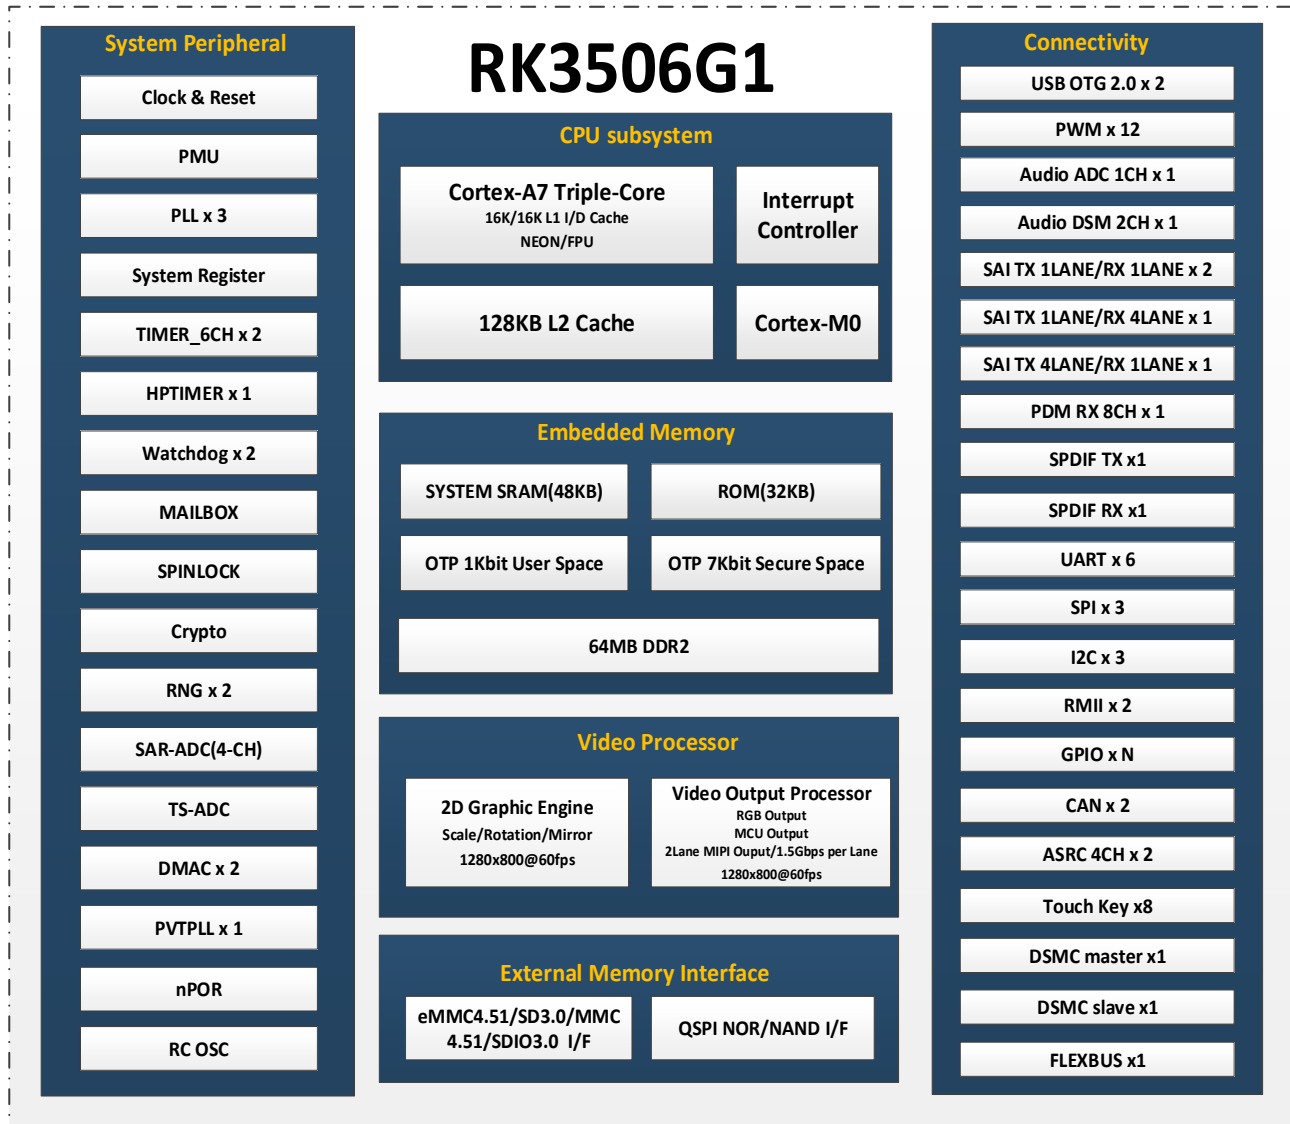 System Peripheral
Clock & Reset
PMU
PLL x 3
System Register
TIMER_6CH x 2
HPTIMER x 1
Watchdog x 2
MAILBOX
SPINLOCK
Crypto
RNG x 2
SAR-ADC(4-CH)
TS-ADC
DMAC x 2
PVTPLL x 1
nPOR
RC OSC
RK3506G1
CPU subsystem
Cortex-A7 Triple-Core
16K/16K L1 I/D Cache
NEON/FPU
Interrupt
Controller
128KB L2 Cache
Cortex-M0
Embedded Memory
SYSTEM SRAM(48KB)
ROM(32KB)
OTP 1Kbit User Space
OTP 7Kbit Secure Space
64MB DDR2
Video Processor
2D Graphic Engine
Scale/Rotation/Mirror
1280x800@60fps
Video Output Processor
RGB Output
MCU Output
2Lane MIPI Ouput/1.5Gbps per Lane
1280x800@60fps
External Memory Interface
eMMC4.51/SD3.0/MMC
4.51/SDIO3.0 I/F
QSPI NOR/NAND I/F
Connectivity
USB OTG 2.0 x 2
PWM x 12
Audio ADC 1CH x 1
Audio DSM 2CH x 1
SAI TX 1LANE/RX 1LANE x 2
SAI TX 1LANE/RX 4LANE x 1
SAI TX 4LANE/RX 1LANE x 1
PDM RX 8CH x 1
SPDIF TX x1
SPDIF RX x1
UART x 6
SPI x 3
I2C x 3
RMII x 2
GPIO x N
CAN x 2
ASRC 4CH x 2
Touch Key x8
DSMC master x1
DSMC slave x1
FLEXBUS x1